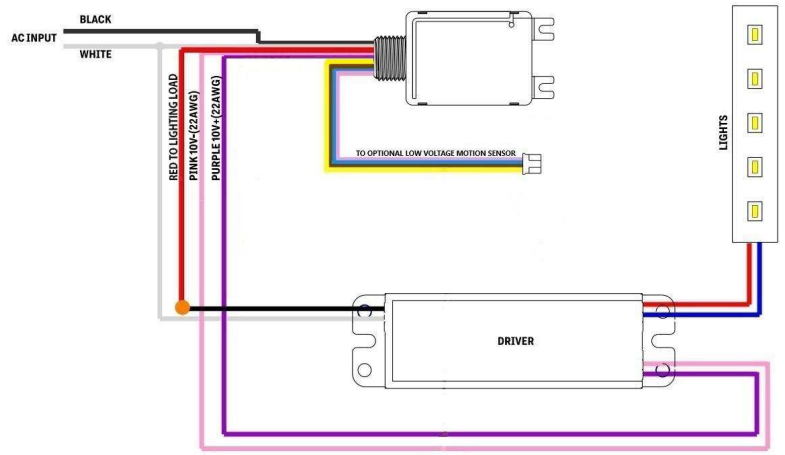 BLACK
AC INPUT
WHITE
RED TO LIGHTING LOAD
PINK 10V-(22AWG)
PURPLE 10V+(22AWG)
TO OPTIONAL LOW VOLTAGE MOTION SENSOR
LIGHTS
DRIVER